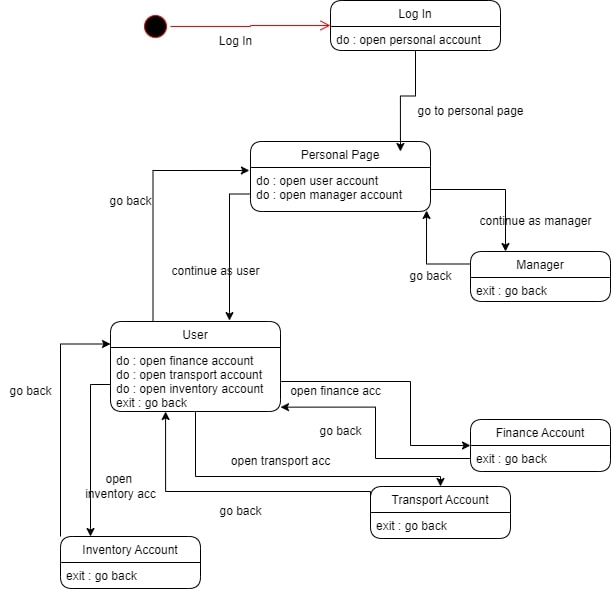 Log In
Log In
do : open personal account
go to personal page
Personal Page
do : open user account
do : open manager account
go back
continue as manager
continue as user
go back
Manager
exit : go back
User
do : open finance account
do : open transport account
do : open inventory account
exit : go back
go back
open finance acc
go back
Finance Account
exit : go back
open transport acc
open
inventory acc
go back
Transport Account
exit : go back
Inventory Account
exit : go back